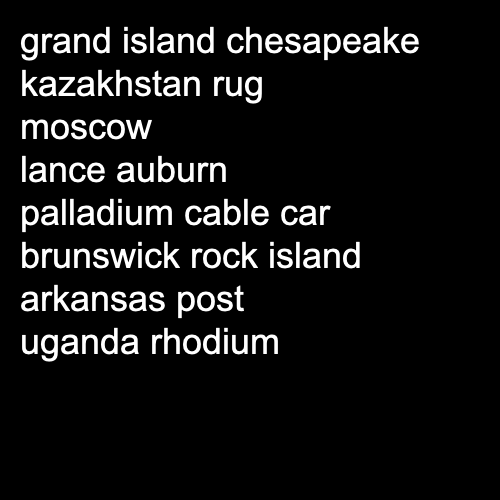 grand island chesapeake
kazakhstan rug
moscow
lance auburn
palladium cable car
brunswick rock island
arkansas post
uganda rhodium